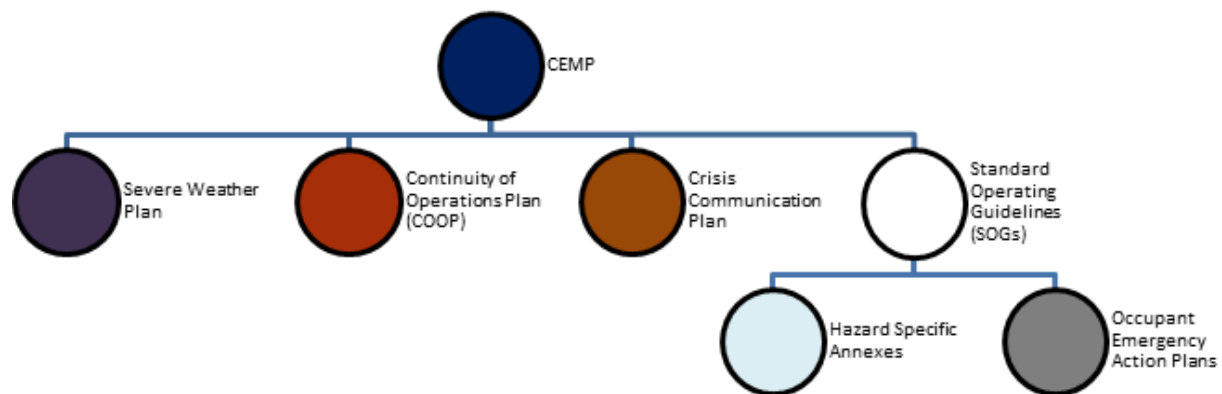 CEMP
Severe Weather
Plan
Continuity of
Operations Plan
(COOP)
Crisis
Communication
Plan
Standard
Operating
Guidelines
(SOGs)
Hazard Specific
Annexes
Occupant
Emergency
Action Plans